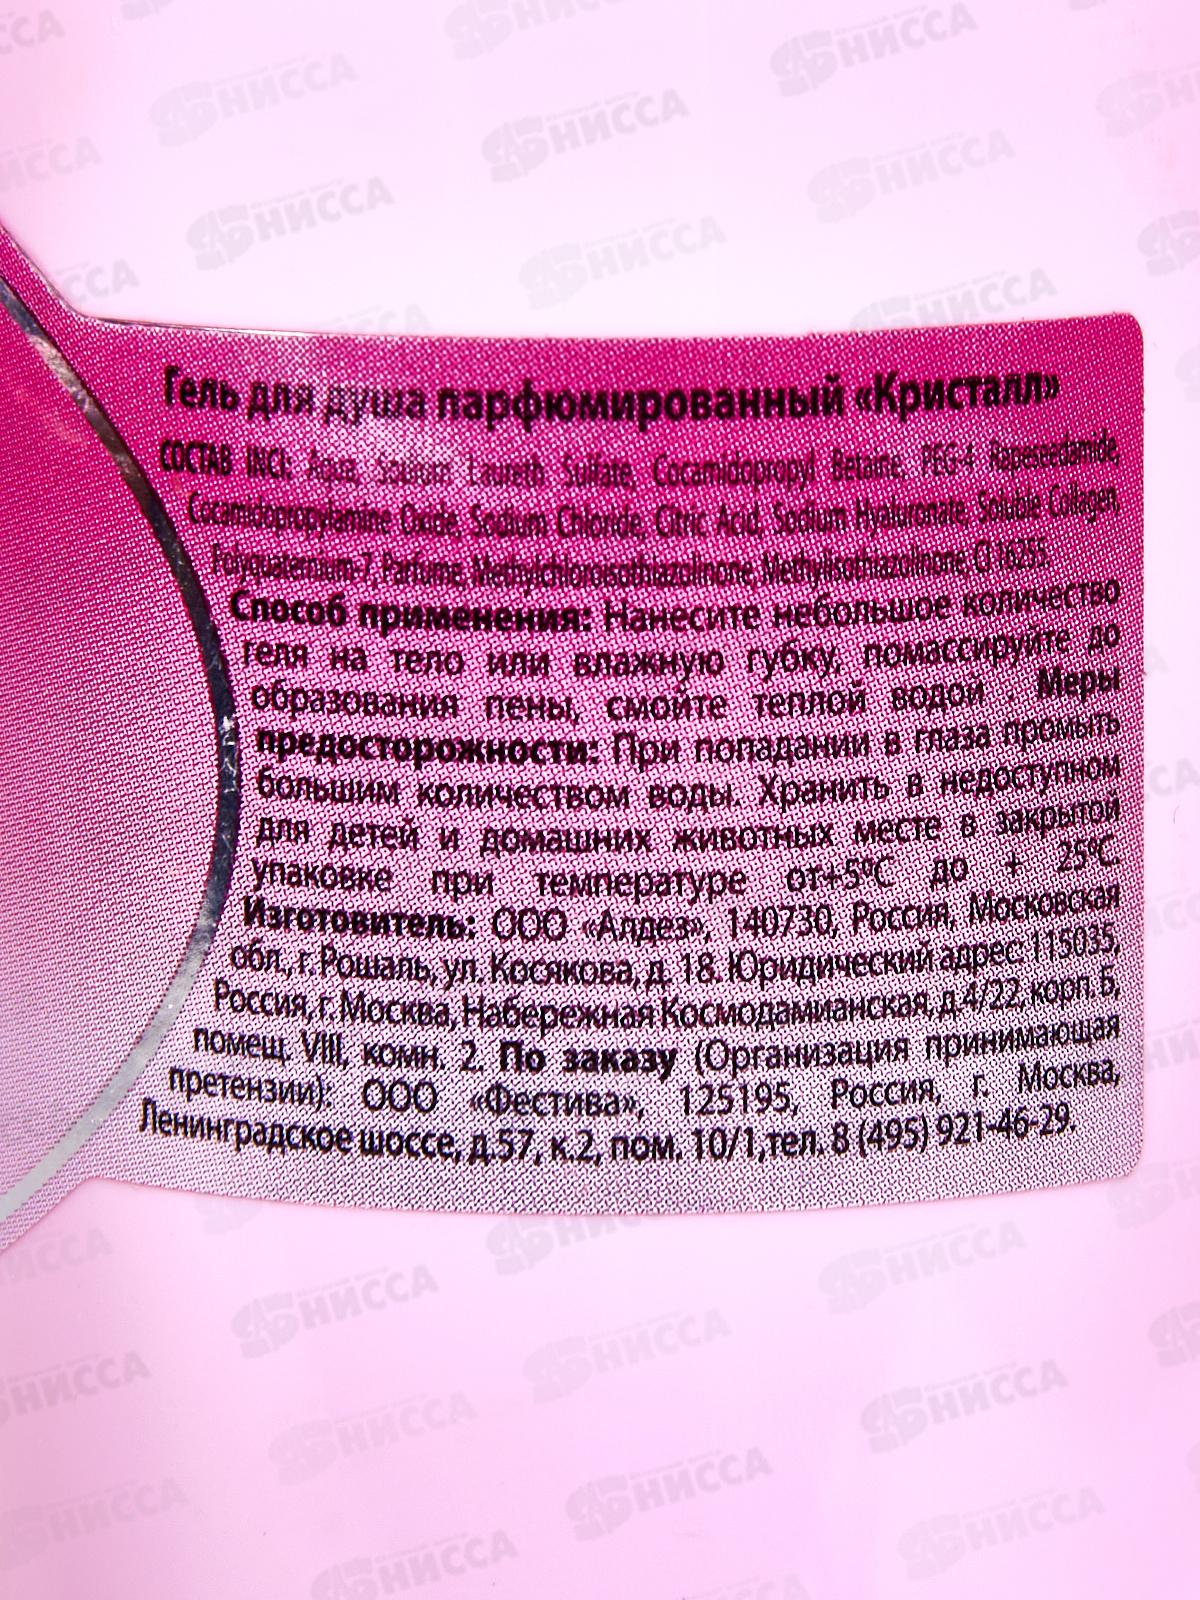 Гель для душа парфюмированный «Кристалл»
СОСТАВ INCI: Aqua, Sodium Laureth Sulfate, Cocamidopropyl Betaine, PEG-4 Rapeseedamide,
Cocamidopropylamine Oxide, Sodium Chloride, Citric Acid, Sodium Hyaluronate, Soluble Collagen,
Polyquaternium-7, Parfume, Methylchloroisothiazolinone, Methylisothiazolinone, CI 16255.
Способ применения: Нанесите небольшое количество
геля на тело или влажную губку, помассируйте до
образования пены, смойте теплой водой . Меры
предосторожности: При попадании в глаза промыть
большим количеством воды. Хранить в недоступном
для детей и домашних животных месте в закрытой
упаковке при температуре от+5ºС до + 25ºС.
Изготовитель: ООО «Алдез», 140730, Россия, Московская
обл., г. Рошаль, ул. Косякова, д. 18. Юридический адрес: 115035,
Россия, г. Москва, Набережная Космодамианская, д.4/22, корп. Б,
помещ. VIII, комн. 2. По заказу (Организация принимающая
претензии): ООО «Фестива», 125195, Россия, г. Москва,
Ленинградское шоссе, д.57, к.2, пом. 10/1,тел. 8 (495) 921-46-29.